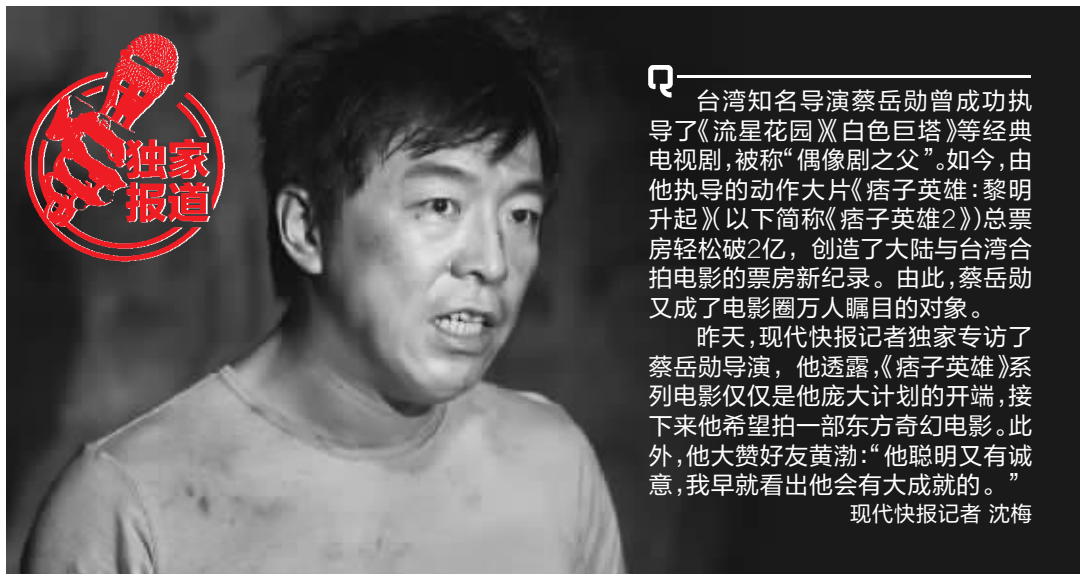 独家
报道
台湾知名导演蔡岳勋曾成功执
导了《流星花园》《白色巨塔》等经典
电视剧，被称“偶像剧之父”。如今，由
他执导的动作大片《痞子英雄：黎明
升起》（以下简称《痞子英雄2》）总票
房轻松破2亿，创造了大陆与台湾合
拍电影的票房新纪录。由此，蔡岳勋
又成了电影圈万人瞩目的对象。
昨天，现代快报记者独家专访了
蔡岳勋导演，他透露，《痞子英雄》系
列电影仅仅是他庞大计划的开端，接
下来他希望拍一部东方奇幻电影。此
外，他大赞好友黄渤：“他聪明又有诚
意，我早就看出他会有大成就的。”
现代快报记者 沈梅